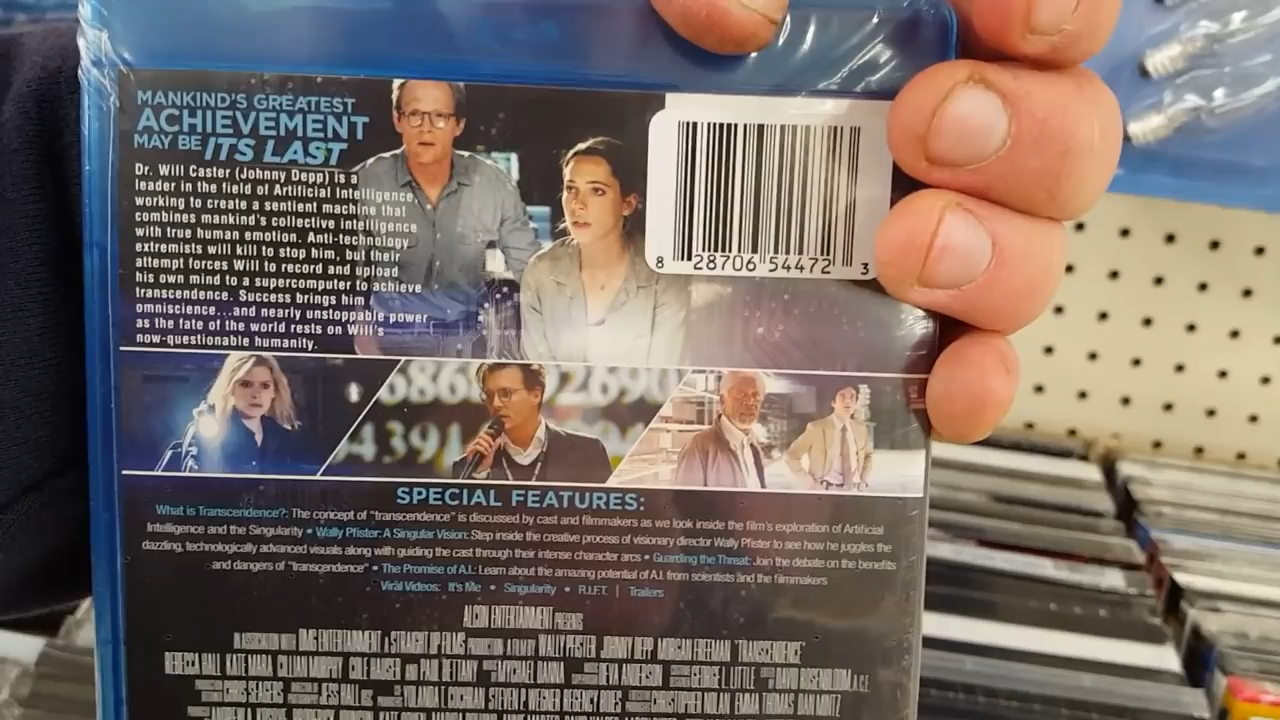 MANKIND'S GREATEST
ACHIEVEMENT
MAY BE ITS LAST
Dr. Will Caster (Johnny Depp) is a
leader in the field of Artificial Intelligence,
working to create a sentient machine that
combines mankind's collective intelligence
with true human emotion. Anti-technology
extremists will kill to stop him, but their
attempt forces Will to record and upload
his own mind to a supercomputer to achieve
transcendence. Success brings him
omniscience...and nearly unstoppable power
as the fate of the world rests on Will's
now-questionable humanity.
8 28706 54472 3
SPECIAL FEATURES:
What is Transcendence?: The concept of "transcendence" is discussed by cast and filmmakers as we look inside the film's exploration of Artificial
Intelligence and the Singularity • Wally Pfister: A Singular Vision: Step inside the creative process of visionary director Wally Pfister to see how he juggles the
dazzling, technologically advanced visuals along with guiding the cast through their intense character arcs • Guarding the Threat: Join the debate on the benefits
and dangers of "transcendence" • The Promise of A.I.: Learn about the amazing potential of A.I. from scientists and the filmmakers
Viral Videos: It's Me • Singularity • R.I.F.T. | Trailers
ALCON ENTERTAINMENT PRESENTS
IN ASSOCIATION WITH DMG ENTERTAINMENT A STRAIGHT UP FILMS PRODUCTION A FILM BY WALLY PFISTER JOHNNY DEPP MORGAN FREEMAN "TRANSCENDENCE"
REBECCA HALL KATE MARA CILLIAN MURPHY COLE HAUSER AND PAUL BETTANY MYCHAEL DANNA DEVA ANDERSON GEORGE L. LITTLE DAVID ROSENBLOOM, A.C.E.
CHRIS SEAGERS JESS HALL YOLANDA T. COCHRAN STEVEN P. WEGNER REGENCY BOIES CHRISTOPHER NOLAN EMMA THOMAS DAN MINTZ